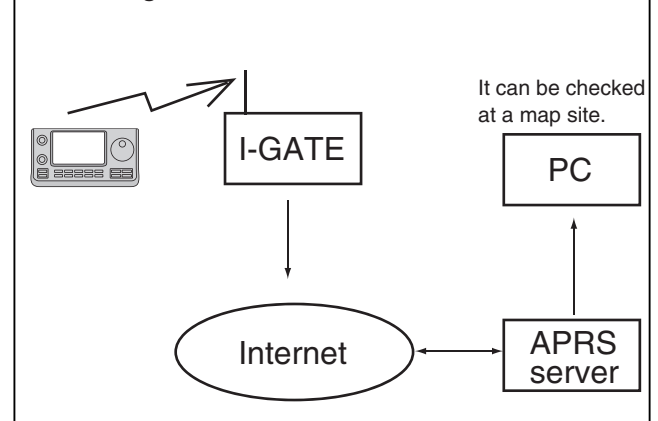 It can be checked
at a map site.
I-GATE
PC
Internet
APRS
server